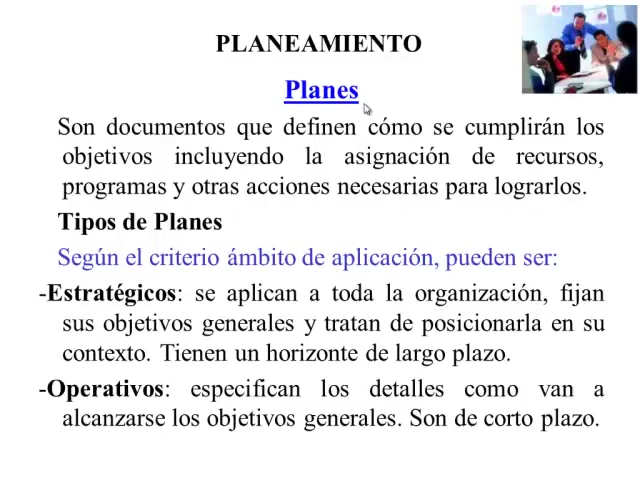 PLANEAMIENTO
Planes
Son documentos que definen cómo se cumplirán los
objetivos incluyendo la asignación de recursos,
programas y otras acciones necesarias para lograrlos.
Tipos de Planes
Según el criterio ámbito de aplicación, pueden ser:
-Estratégicos: se aplican a toda la organización, fijan
sus objetivos generales y tratan de posicionarla en su
contexto. Tienen un horizonte de largo plazo.
-Operativos: especifican los detalles como van a
alcanzarse los objetivos generales. Son de corto plazo.